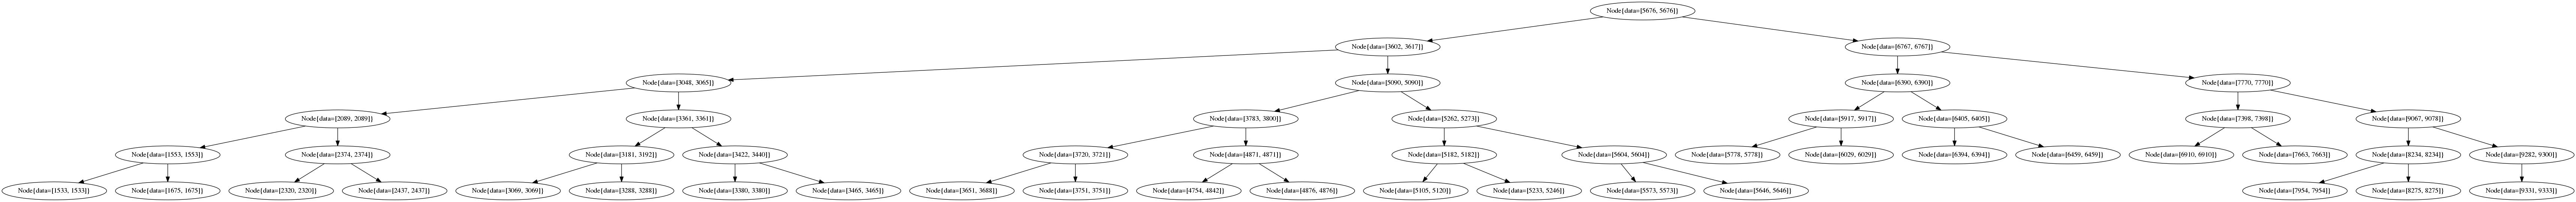 Node{data=[5676, 5676]}
Node{data=[3602, 3617]}
Node{data=[6767, 6767]}
Node{data=[3048, 3065]}
Node{data=[5090, 5090]}
Node{data=[6390, 6390]}
Node{data=[7770, 7770]}
Node{data=[2089, 2089]}
Node{data=[3361, 3361]}
Node{data=[3783, 3800]}
Node{data=[5262, 5273]}
Node{data=[5917, 5917]}
Node{data=[6405, 6405]}
Node{data=[7398, 7398]}
Node{data=[9067, 9078]}
Node{data=[1553, 1553]}
Node{data=[2374, 2374]}
Node{data=[3181, 3192]}
Node{data=[3422, 3440]}
Node{data=[3720, 3721]}
Node{data=[4871, 4871]}
Node{data=[5182, 5182]}
Node{data=[5604, 5604]}
Node{data=[5778, 5778]}
Node{data=[6029, 6029]}
Node{data=[6394, 6394]}
Node{data=[6459, 6459]}
Node{data=[6910, 6910]}
Node{data=[7663, 7663]}
Node{data=[8234, 8234]}
Node{data=[9282, 9300]}
Node{data=[1533, 1533]}
Node{data=[1675, 1675]}
Node{data=[2320, 2320]}
Node{data=[2437, 2437]}
Node{data=[3069, 3069]}
Node{data=[3288, 3288]}
Node{data=[3380, 3380]}
Node{data=[3465, 3465]}
Node{data=[3651, 3688]}
Node{data=[3751, 3751]}
Node{data=[4754, 4842]}
Node{data=[4876, 4876]}
Node{data=[5105, 5120]}
Node{data=[5233, 5246]}
Node{data=[5573, 5573]}
Node{data=[5646, 5646]}
Node{data=[7954, 7954]}
Node{data=[8275, 8275]}
Node{data=[9331, 9333]}